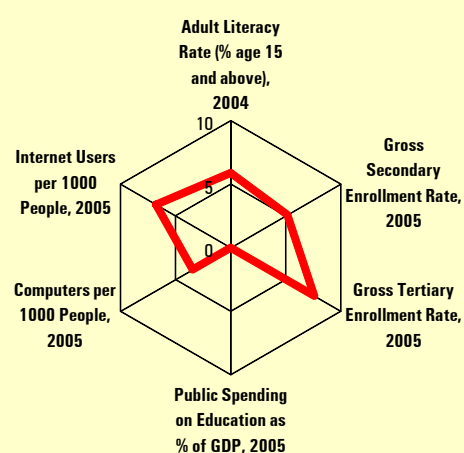 Adult Literacy
Rate (% age 15
and above),
2004
10
5
0
Gross
Secondary
Enrollment Rate,
2005
Gross Tertiary
Enrollment Rate,
2005
Public Spending
on Education as
% of GDP, 2005
Computers per
1000 People,
2005
Internet Users
per 1000
People, 2005